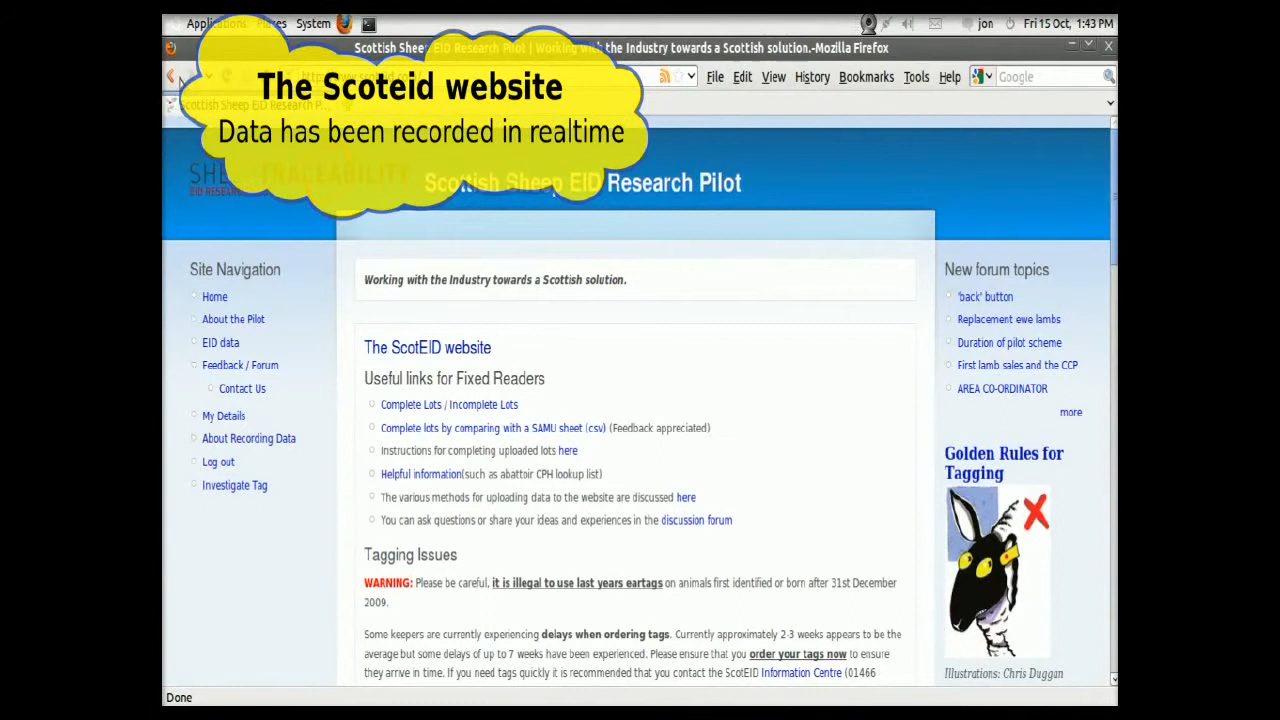 Applications Places System jon Fri 15 Oct, 1:43 PM
Scottish Sheep EID Research Pilot | Working with the Industry towards a Scottish solution.-Mozilla Firefox
File Edit View History Bookmarks Tools Help Google
Scottish Sheep EID Research P...
The Scoteid website
Data has been recorded in realtime
TRACEABILITY
Scottish Sheep EID Research Pilot
Working with the Industry towards a Scottish solution.
Site Navigation
Home
About the Pilot
EID data
Feedback / Forum
Contact Us
My Details
About Recording Data
Log out
Investigate Tag
The ScotEID website
Useful links for Fixed Readers
Complete Lots / Incomplete Lots
Complete lots by comparing with a SAMU sheet (csv) (Feedback appreciated)
Instructions for completing uploaded lots here
Helpful information(such as abattoir CPH lookup list)
The various methods for uploading data to the website are discussed here
You can ask questions or share your ideas and experiences in the discussion forum
Tagging Issues
WARNING: Please be careful, it is illegal to use last years eartags on animals first identified or born after 31st December
2009.
Some keepers are currently experiencing delays when ordering tags. Currently approximately 2-3 weeks appears to be the
average but some delays of up to 7 weeks have been experienced. Please ensure that you order your tags now to ensure
they arrive in time. If you need tags quickly it is recommended that you contact the ScotEID Information Centre (01466
New forum topics
'back' button
Replacement ewe lambs
Duration of pilot scheme
First lamb sales and the CCP
AREA CO-ORDINATOR
more
Golden Rules for
Tagging
Illustrations: Chris Duggan
Done